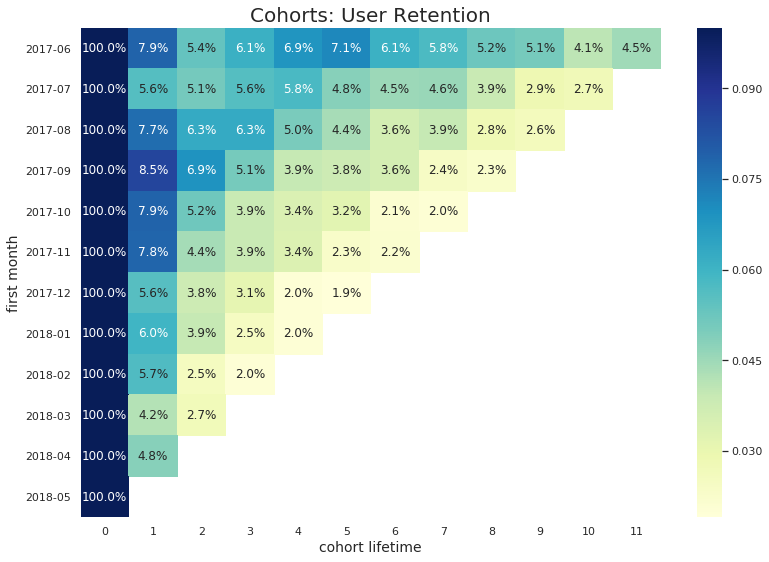 Cohorts: User Retention
first month
2017-06 100.0% 7.9% 5.4% 6.1% 6.9% 7.1% 6.1% 5.8% 5.2% 5.1% 4.1% 4.5%
2017-07 100.0% 5.6% 5.1% 5.6% 5.8% 4.8% 4.5% 4.6% 3.9% 2.9% 2.7%
2017-08 100.0% 7.7% 6.3% 6.3% 5.0% 4.4% 3.6% 3.9% 2.8% 2.6%
2017-09 100.0% 8.5% 6.9% 5.1% 3.9% 3.8% 3.6% 2.4% 2.3%
2017-10 100.0% 7.9% 5.2% 3.9% 3.4% 3.2% 2.1% 2.0%
2017-11 100.0% 7.8% 4.4% 3.9% 3.4% 2.3% 2.2%
2017-12 100.0% 5.6% 3.8% 3.1% 2.0% 1.9%
2018-01 100.0% 6.0% 3.9% 2.5% 2.0%
2018-02 100.0% 5.7% 2.5% 2.0%
2018-03 100.0% 4.2% 2.7%
2018-04 100.0% 4.8%
2018-05 100.0%
0 1 2 3 4 5 6 7 8 9 10 11
cohort lifetime
0.090
0.075
0.060
0.045
0.030